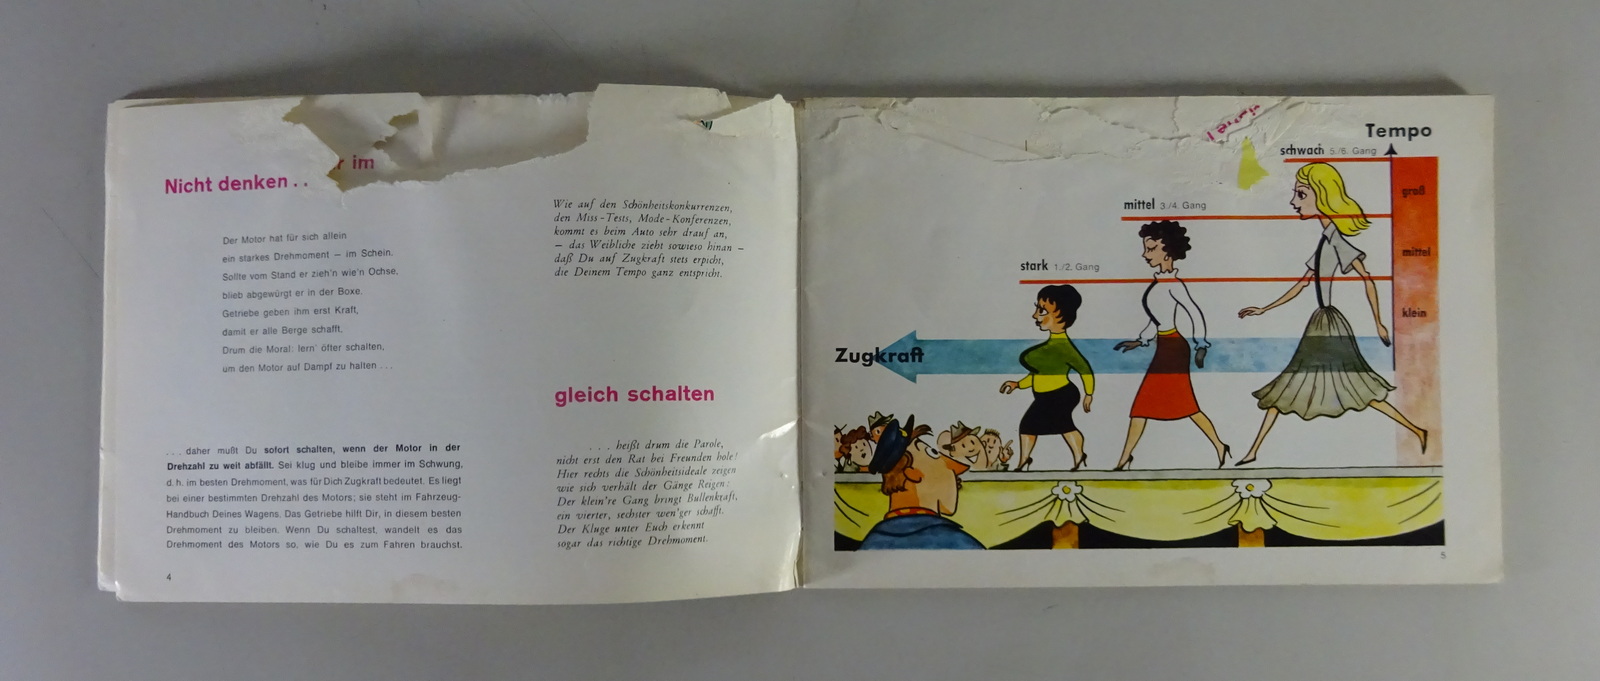 r im
Nicht denken . .
Der Motor hat für sich allein
ein starkes Drehmoment – im Schein.
Sollte vom Stand er zieh'n wie'n Ochse,
blieb abgewürgt er in der Boxe.
Getriebe geben ihm erst Kraft,
damit er alle Berge schafft.
Drum die Moral: lern' öfter schalten,
um den Motor auf Dampf zu halten . . .
. . . daher mußt Du sofort schalten, wenn der Motor in der
Drehzahl zu weit abfällt. Sei klug und bleibe immer im Schwung,
d. h. im besten Drehmoment, was für Dich Zugkraft bedeutet. Es liegt
bei einer bestimmten Drehzahl des Motors; sie steht im Fahrzeug-
Handbuch Deines Wagens. Das Getriebe hilft Dir, in diesem besten
Drehmoment zu bleiben. Wenn Du schaltest, wandelt es das
Drehmoment des Motors so, wie Du es zum Fahren brauchst.
4
Wie auf den Schönheitskonkurrenzen,
den Miss-Tests, Mode-Konferenzen,
kommt es beim Auto sehr drauf an,
– das Weibliche zieht sowieso hinan –
daß Du auf Zugkraft stets erpicht,
die Deinem Tempo ganz entspricht.
gleich schalten
. . . heißt drum die Parole,
nicht erst den Rat bei Freunden hole!
Hier rechts die Schönheitsideale zeigen
wie sich verhält der Gänge Reigen:
Der klein're Gang bringt Bullenkraft,
ein vierter, sechster wen'ger schafft.
Der Kluge unter Euch erkennt
sogar das richtige Drehmoment.
Tempo
schwach 5./6. Gang
groß
mittel 3./4. Gang
mittel
stark 1./2. Gang
klein
Zugkraft
5